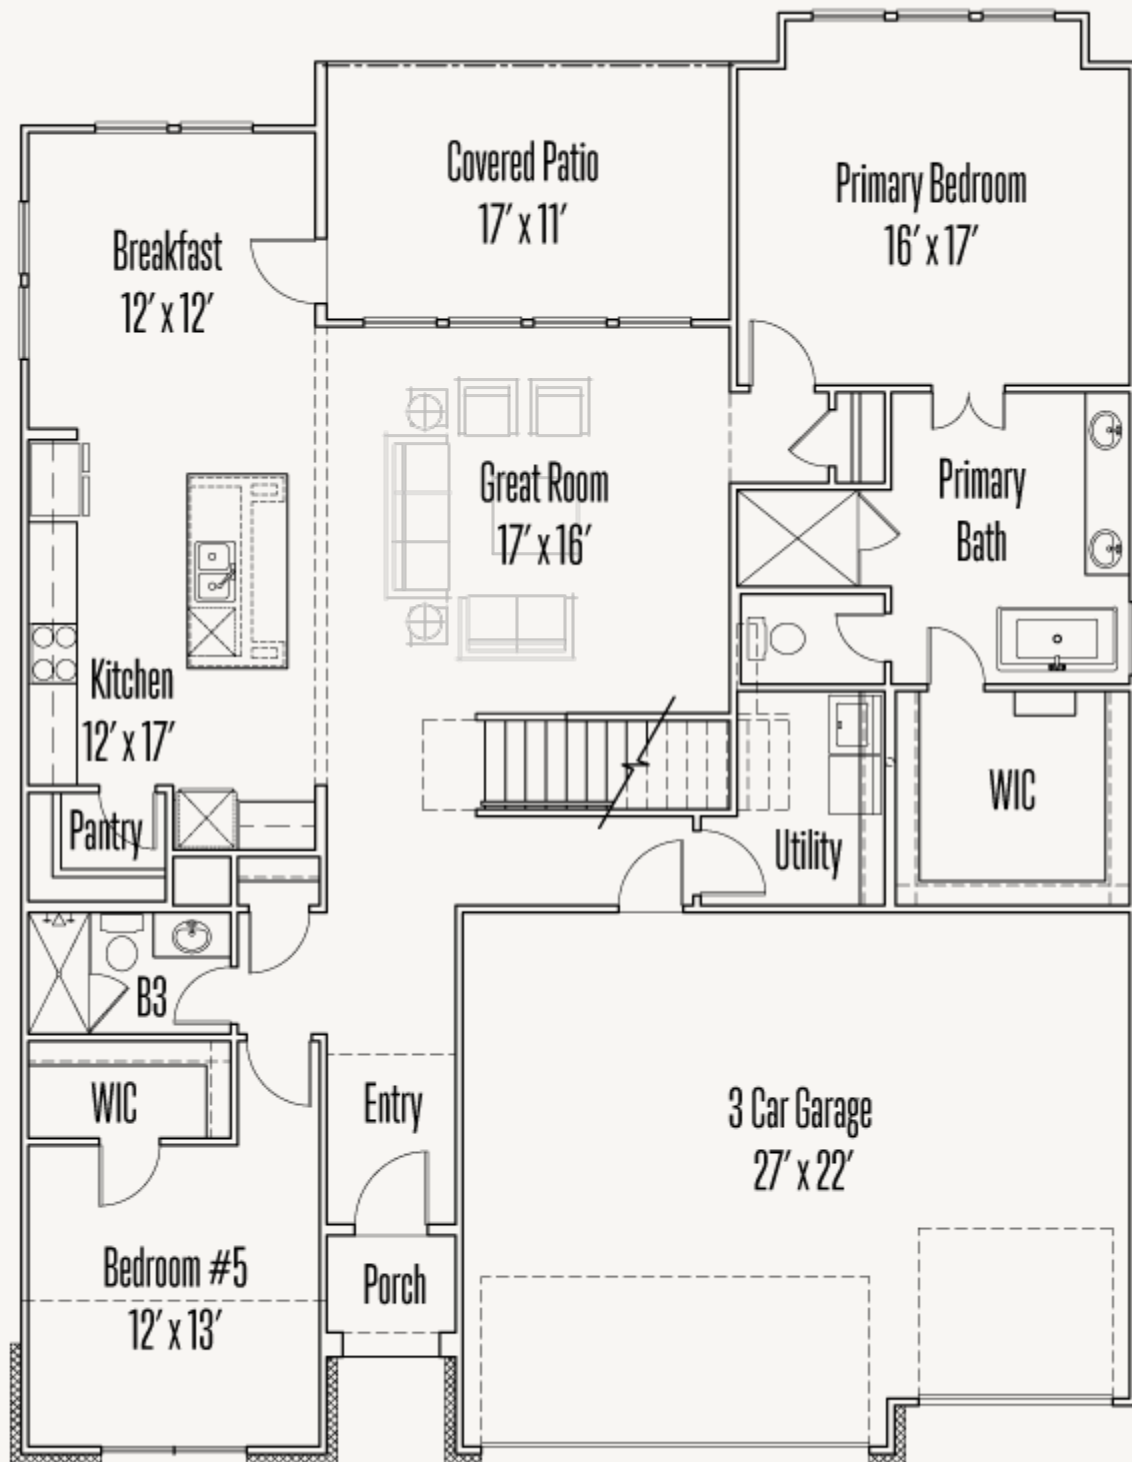 Covered Patio
17' x 11'
Primary Bedroom
16' x 17'
Breakfast
12' x 12'
Great Room
17' x 16'
Primary
Bath
Kitchen
12' x 17'
WIC
Pantry
Utility
B3
WIC
Entry
3 Car Garage
27' x 22'
Bedroom #5
12' x 13'
Porch